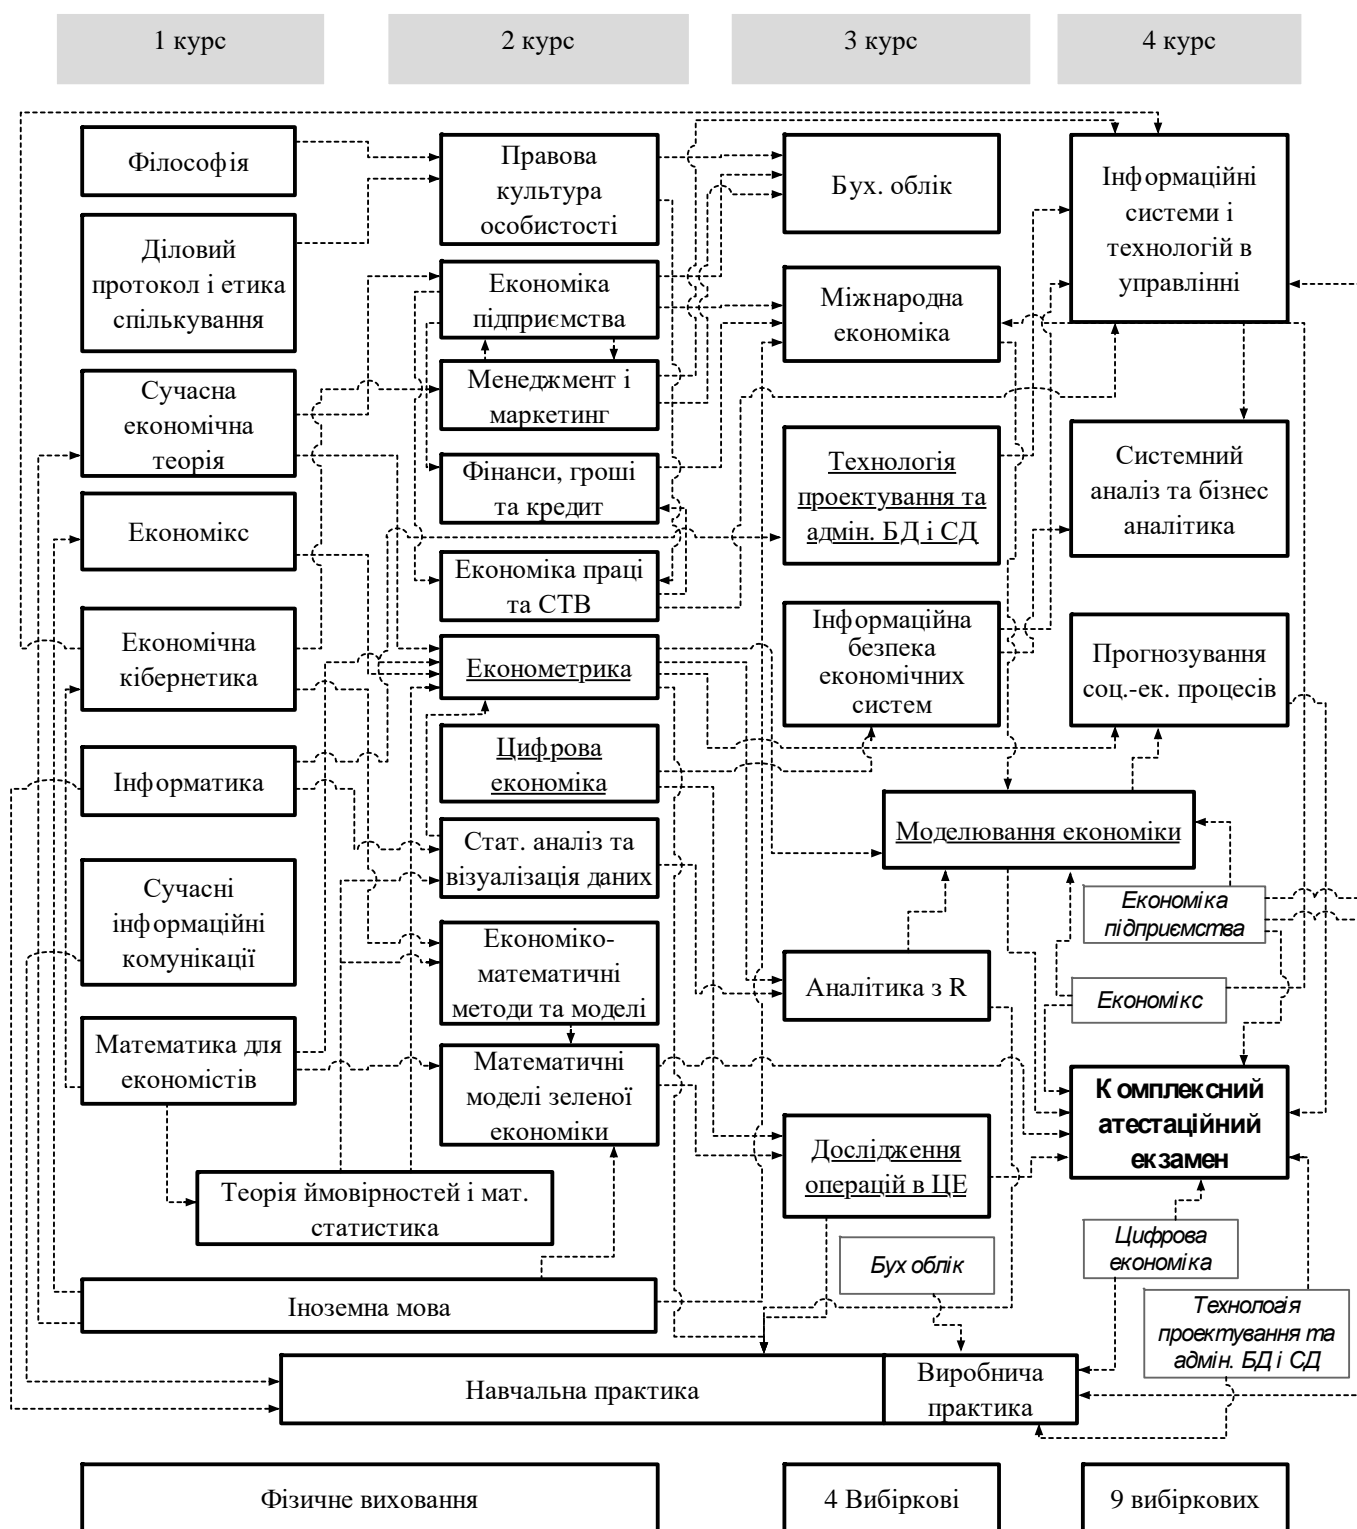 1 курс
2 курс
3 курс
4 курс
Філософія
Діловий
протокол і етика
спількування
Сучасна
економічна
теорія
Економікс
Економічна
кібернетика
Інформатика
Сучасні
інформаційні
комунікації
Математика для
економістів
Теорія ймовірностей і мат.
статистика
Іноземна мова
Правова
культура
особистості
Економіка
підприємства
Менеджмент і
маркетинг
Фінанси, гроші
та кредит
Економіка праці
та СТВ
Економетрика
Цифрова
економіка
Стат. аналіз та
візуалізація даних
Економіко-
математичні
методи та моделі
Математичні
моделі зеленої
економіки
Бух. облік
Міжнародна
економіка
Технологія
проектування та
адмін. БД і СД
Інформаційна
безпека
економічних
систем
Моделювання економіки
Аналітика з R
Дослідження
операцій в ЦЕ
Бух облік
Інформаційні
системи і
технологій в
управлінні
Системний
аналіз та бізнес
аналітика
Прогнозування
соц.-ек. процесів
Економіка
підприємства
Економікс
Комплексний
атестаційний
екзамен
Цифрова
економіка
Технологія
проектування та
адмін. БД і СД
Навчальна практика
Виробнича
практика
Фізичне виховання
4 Вибіркові
9 вибіркових